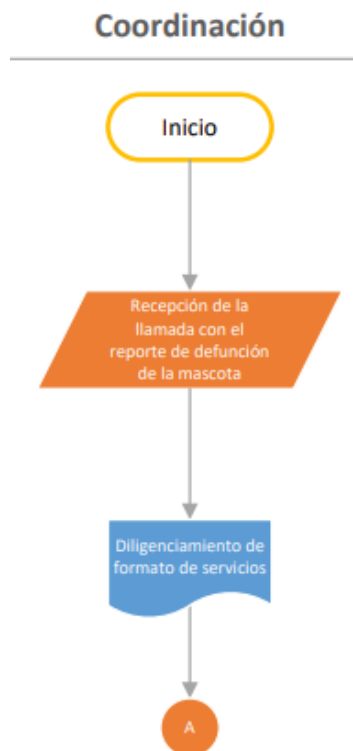 Coordinación
Inicio
Recepción de la
llamada con el
reporte de defunción
de la mascota
Diligenciamiento de
formato de servicios
A